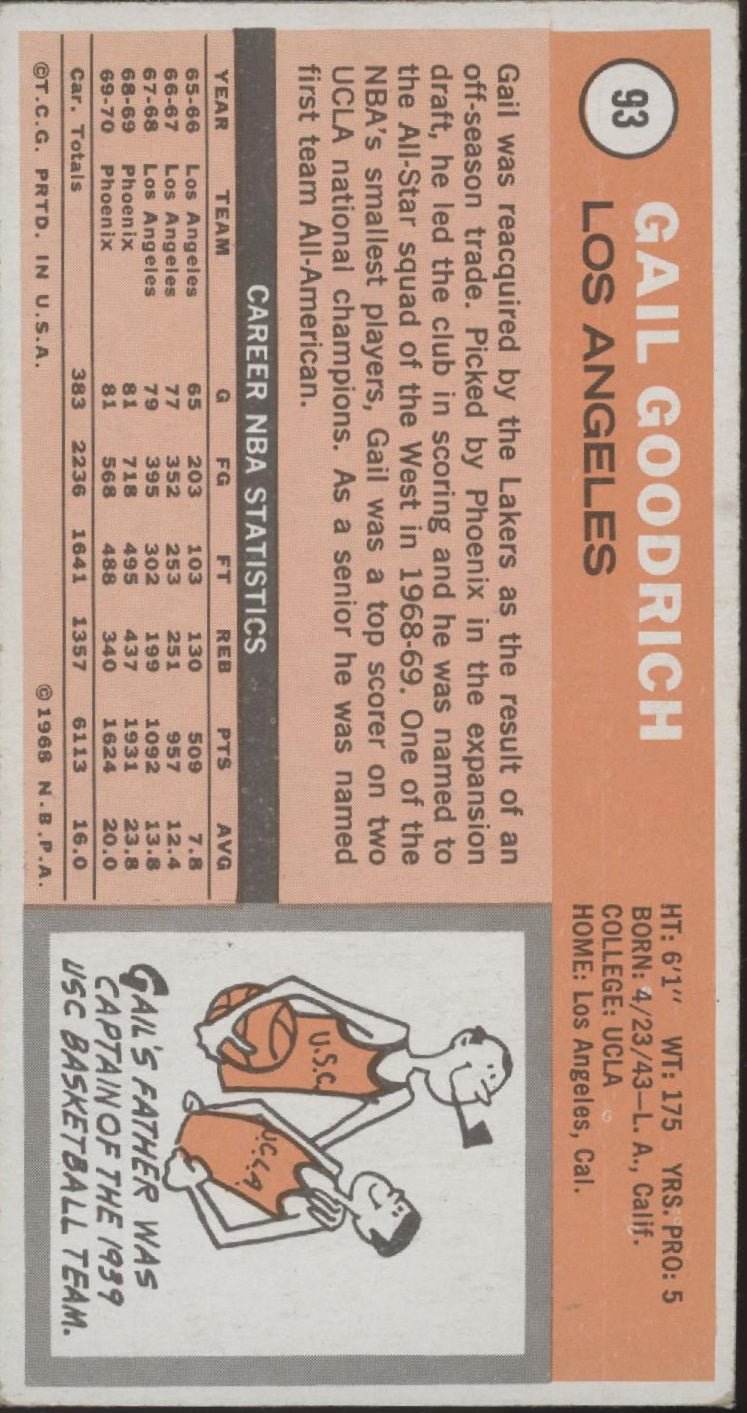 93
GAIL GOODRICH
LOS ANGELES
HT: 6'1" WT: 175 YRS. PRO: 5
BORN: 4/23/43—L. A., Calif.
COLLEGE: UCLA
HOME: Los Angeles, Cal.
Gail was reacquired by the Lakers as the result of an
off-season trade. Picked by Phoenix in the expansion
draft, he led the club in scoring and he was named to
the All-Star squad of the West in 1968-69. One of the
NBA's smallest players, Gail was a top scorer on two
UCLA national champions. As a senior he was named
first team All-American.
CAREER NBA STATISTICS
YEAR TEAM G FG FT REB PTS AVG
65-66 Los Angeles 65 203 103 130 509 7.8
66-67 Los Angeles 77 352 253 251 957 12.4
67-68 Los Angeles 79 395 302 199 1092 13.8
68-69 Phoenix 81 718 495 437 1931 23.8
69-70 Phoenix 81 568 488 340 1624 20.0
Car. Totals 383 2236 1641 1357 6113 16.0
©T.C.G. PRTD. IN U.S.A. ©1968 N.B.P.A.
U.S.C.
U.C.L.A.
GAIL'S FATHER WAS
CAPTAIN OF THE 1939
USC BASKETBALL TEAM.